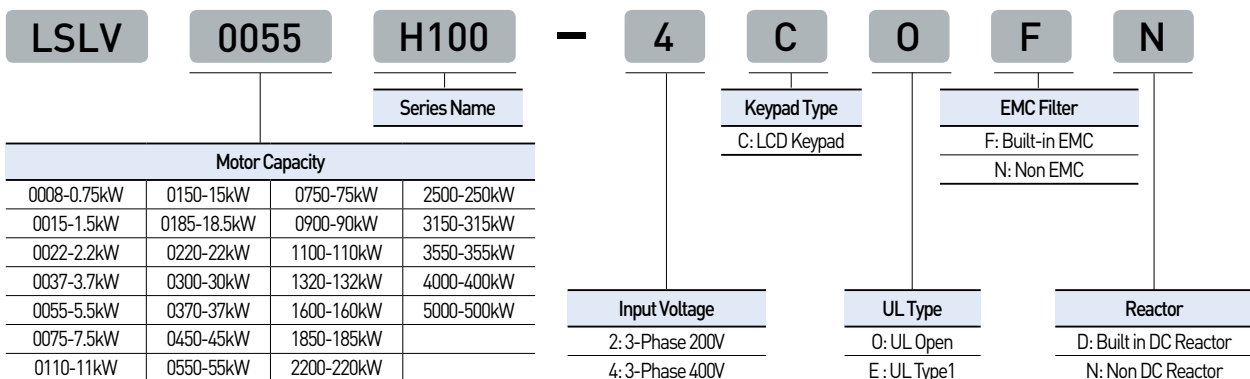 LSLV 0055 H100 - 4 C O F N
Series Name
Keypad Type
C: LCD Keypad
EMC Filter
F: Built-in EMC
N: Non EMC
Motor Capacity
0008-0.75kW 0150-15kW 0750-75kW 2500-250kW
0015-1.5kW 0185-18.5kW 0900-90kW 3150-315kW
0022-2.2kW 0220-22kW 1100-110kW 3550-355kW
0037-3.7kW 0300-30kW 1320-132kW 4000-400kW
0055-5.5kW 0370-37kW 1600-160kW 5000-500kW
0075-7.5kW 0450-45kW 1850-185kW
0110-11kW 0550-55kW 2200-220kW
Input Voltage
2: 3-Phase 200V
4: 3-Phase 400V
UL Type
O: UL Open
E : UL Type1
Reactor
D: Built in DC Reactor
N: Non DC Reactor